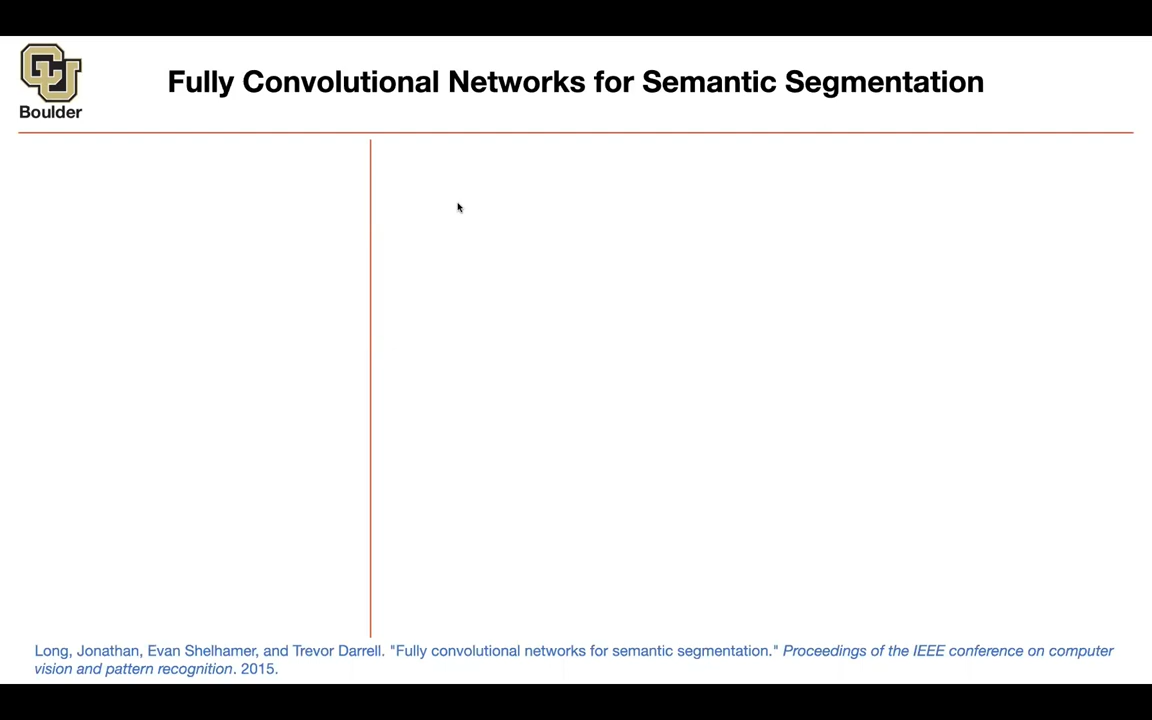 Boulder
Fully Convolutional Networks for Semantic Segmentation
Long, Jonathan, Evan Shelhamer, and Trevor Darrell. "Fully convolutional networks for semantic segmentation." Proceedings of the IEEE conference on computer
vision and pattern recognition. 2015.